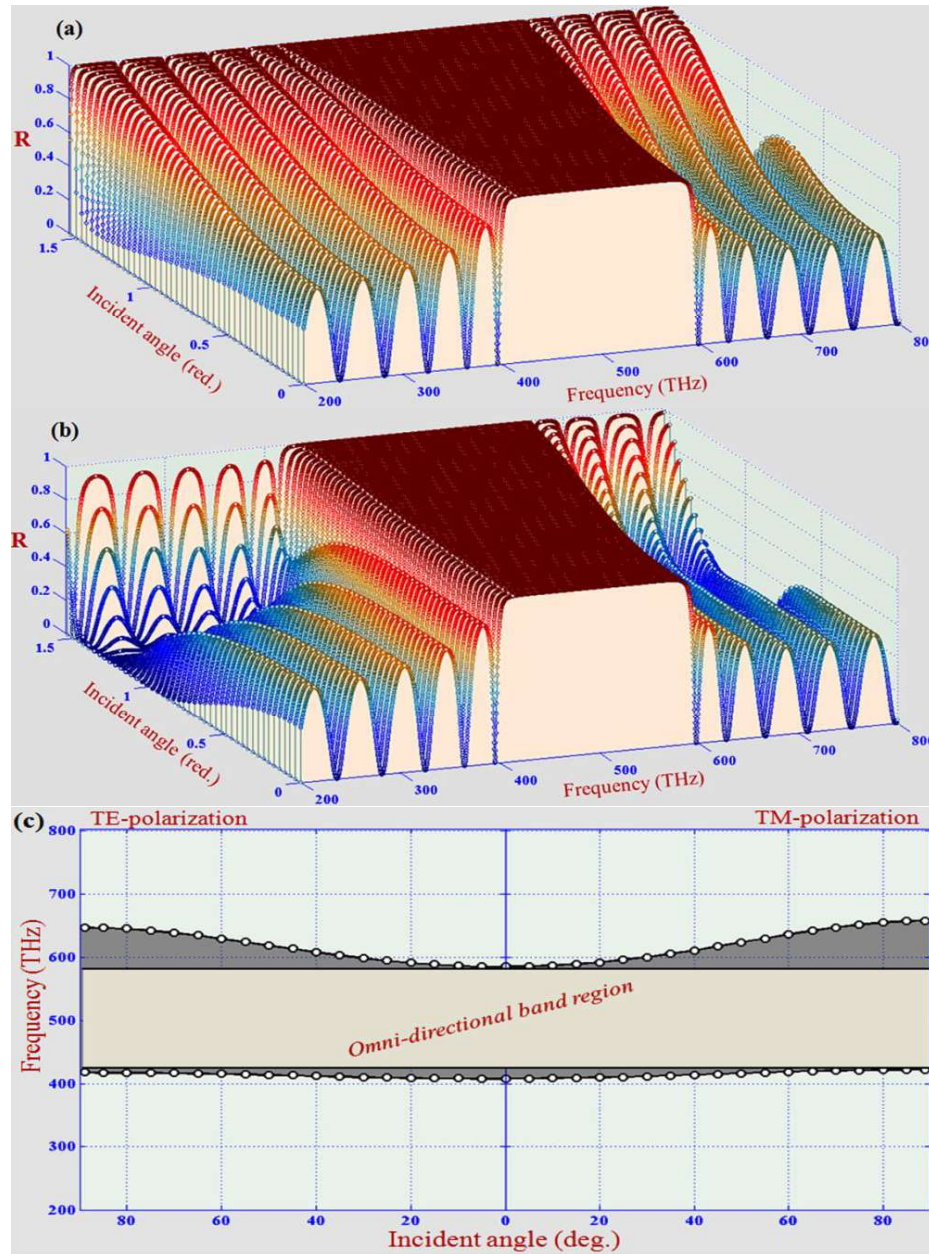 (a)
1
0.8
0.6
R
0.4
0.2
0
1.5
1
0.5
0
Incident angle (red.)
200
300
400
500
600
700
80
Frequency (THz)
(b)
1
0.8
0.6
R
0.4
0.2
0
1.5
1
0.5
0
Incident angle (red.)
200
300
400
500
600
700
800
Frequency (THz)
(c)
TE-polarization
TM-polarization
800
700
600
500
400
300
200
Frequency (THz)
Omni-directional band region
80 60 40 20 0 20 40 60 80
Incident angle (deg.)